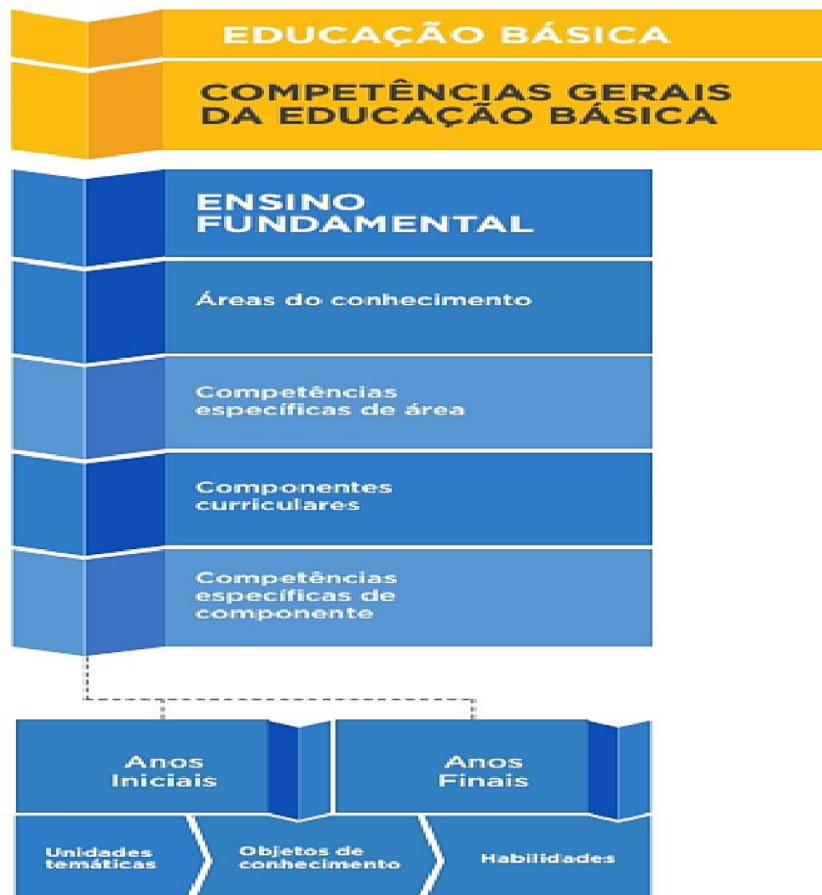 EDUCAÇÃO BÁSICA
COMPETÊNCIAS GERAIS
DA EDUCAÇÃO BÁSICA
ENSINO
FUNDAMENTAL
Áreas do conhecimento
Competências
específicas de área
Componentes
curriculares
Competências
específicas de
componente
Anos
Iniciais
Anos
Finais
Unidades
temáticas
Objetos de
conhecimento
Habilidades